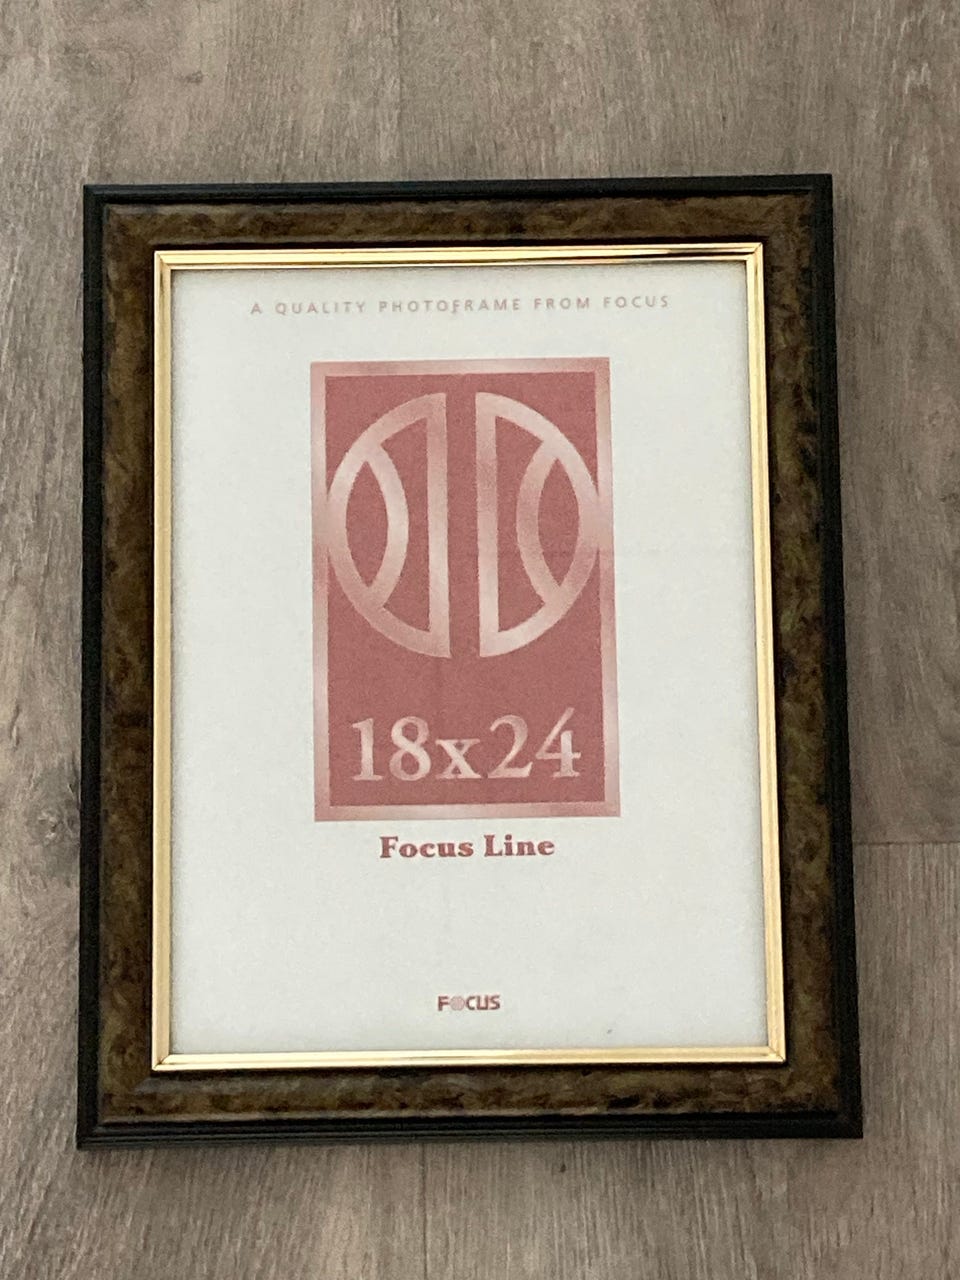 A QUALITY PHOTOFRAME FROM FOCUS
18x24
Focus Line
FOCUS